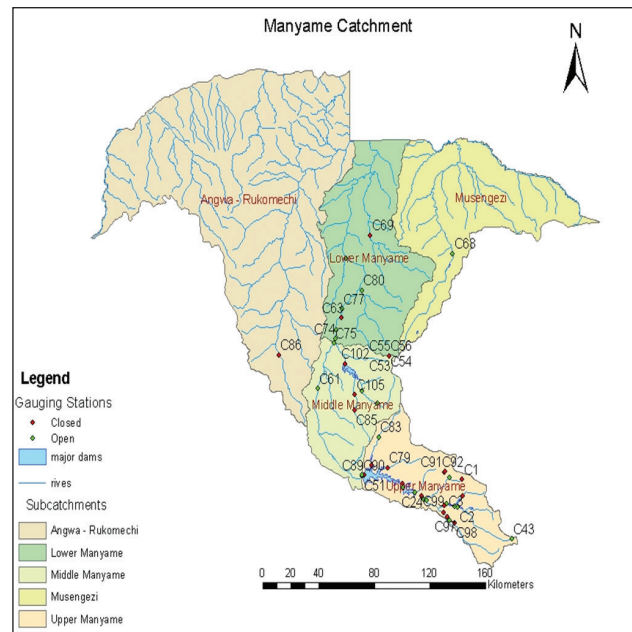 Manyame Catchment
N
Angwa - Rukomechi
Musengezi
C69
C68
Lower Manyame
C80
C77
C63
C74
C75
C86
C55
C56
C102
C53
C54
C61
C105
Middle Manyame
C85
C83
C89
C90
C79
C91
C92
C1
C51
Upper Manyame
C24
C99
C3
C2
C97
C98
C43
Legend
Gauging Stations
Closed
Open
major dams
rives
Subcatchments
Angwa - Rukomechi
Lower Manyame
Middle Manyame
Musengezi
Upper Manyame
0 20 40 80 120 160
Kilometers